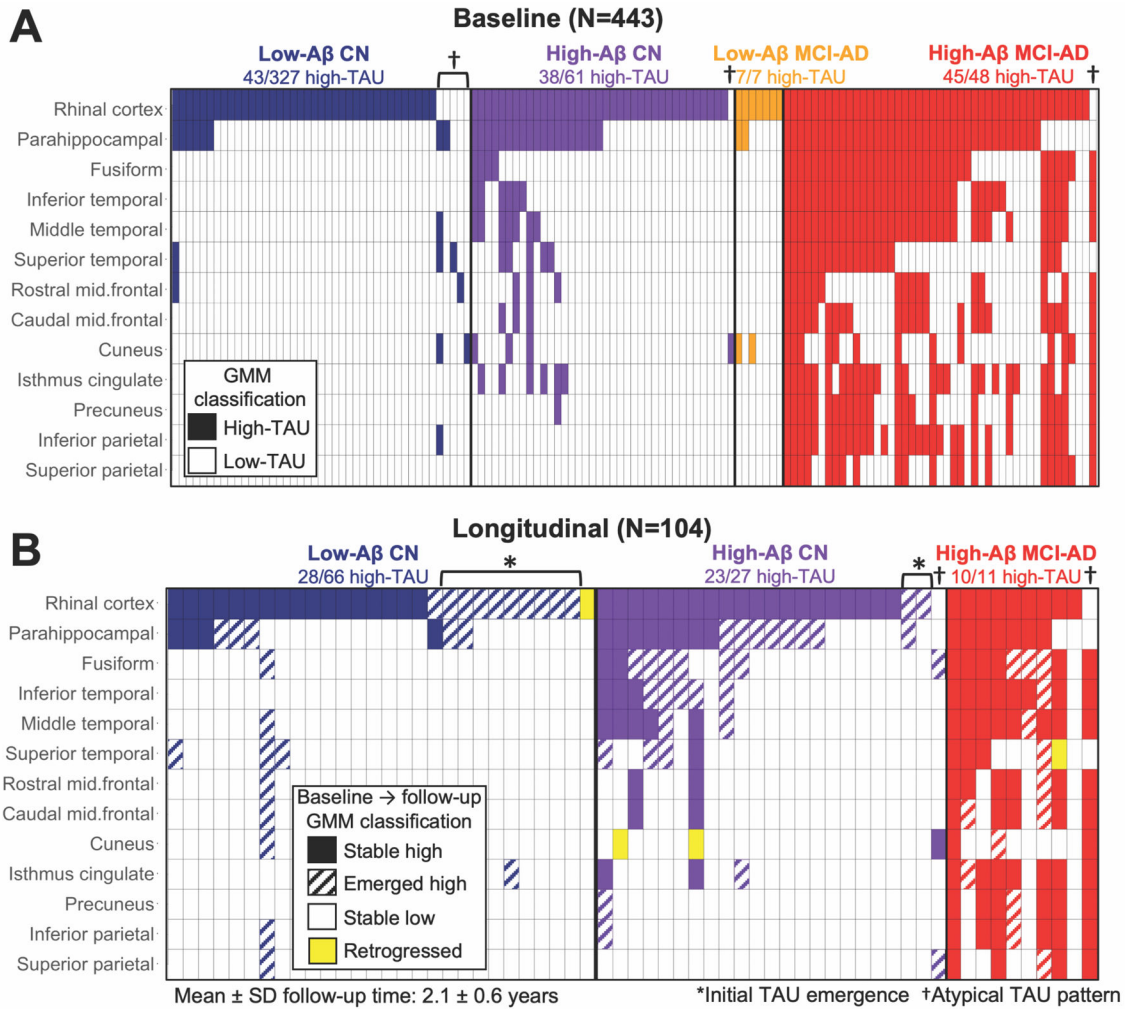 A
Baseline (N=443)
Low-Aβ CN
43/327 high-TAU
†
High-Aβ CN
38/61 high-TAU
†
Low-Aβ MCI-AD
7/7 high-TAU
High-Aβ MCI-AD
45/48 high-TAU
†
Rhinal cortex
Parahippocampal
Fusiform
Inferior temporal
Middle temporal
Superior temporal
Rostral mid.frontal
Caudal mid.frontal
Cuneus
Isthmus cingulate
Precuneus
Inferior parietal
Superior parietal
GMM
classification
High-TAU
Low-TAU
B
Longitudinal (N=104)
Low-Aβ CN
28/66 high-TAU
*
High-Aβ CN
23/27 high-TAU
*
†
High-Aβ MCI-AD
10/11 high-TAU
†
Rhinal cortex
Parahippocampal
Fusiform
Inferior temporal
Middle temporal
Superior temporal
Rostral mid.frontal
Caudal mid.frontal
Cuneus
Isthmus cingulate
Precuneus
Inferior parietal
Superior parietal
Baseline → follow-up
GMM classification
Stable high
Emerged high
Stable low
Retrogressed
Mean ± SD follow-up time: 2.1 ± 0.6 years
*Initial TAU emergence †Atypical TAU pattern